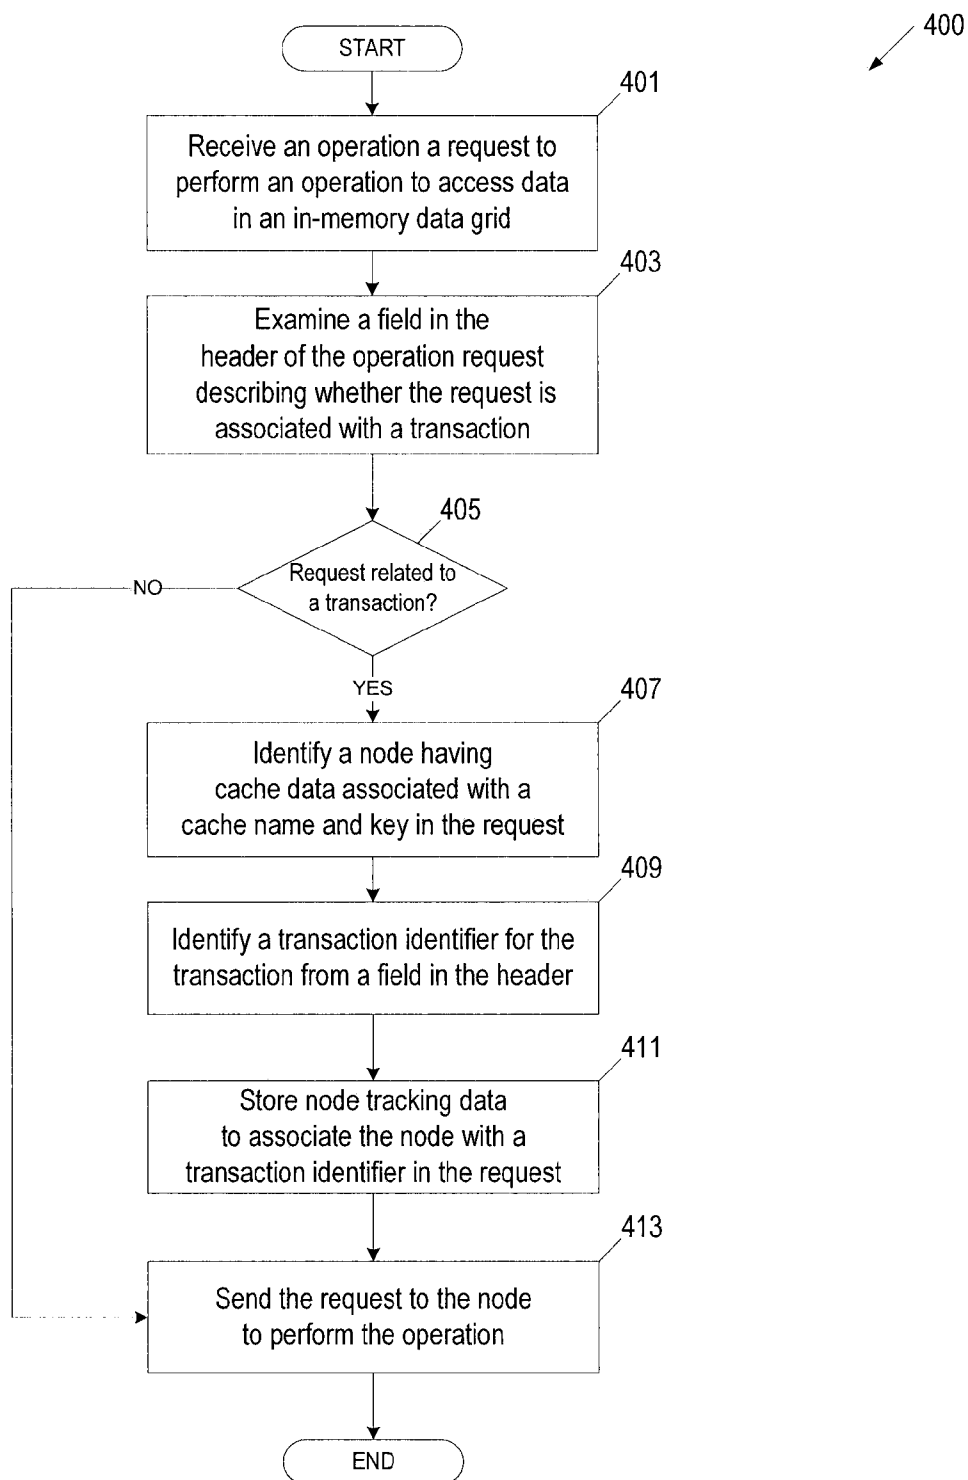 400
START
401
Receive an operation a request to
perform an operation to access data
in an in-memory data grid
403
Examine a field in the
header of the operation request
describing whether the request is
associated with a transaction
405
Request related to
a transaction?
NO
YES
407
Identify a node having
cache data associated with a
cache name and key in the request
409
Identify a transaction identifier for the
transaction from a field in the header
411
Store node tracking data
to associate the node with a
transaction identifier in the request
413
Send the request to the node
to perform the operation
END